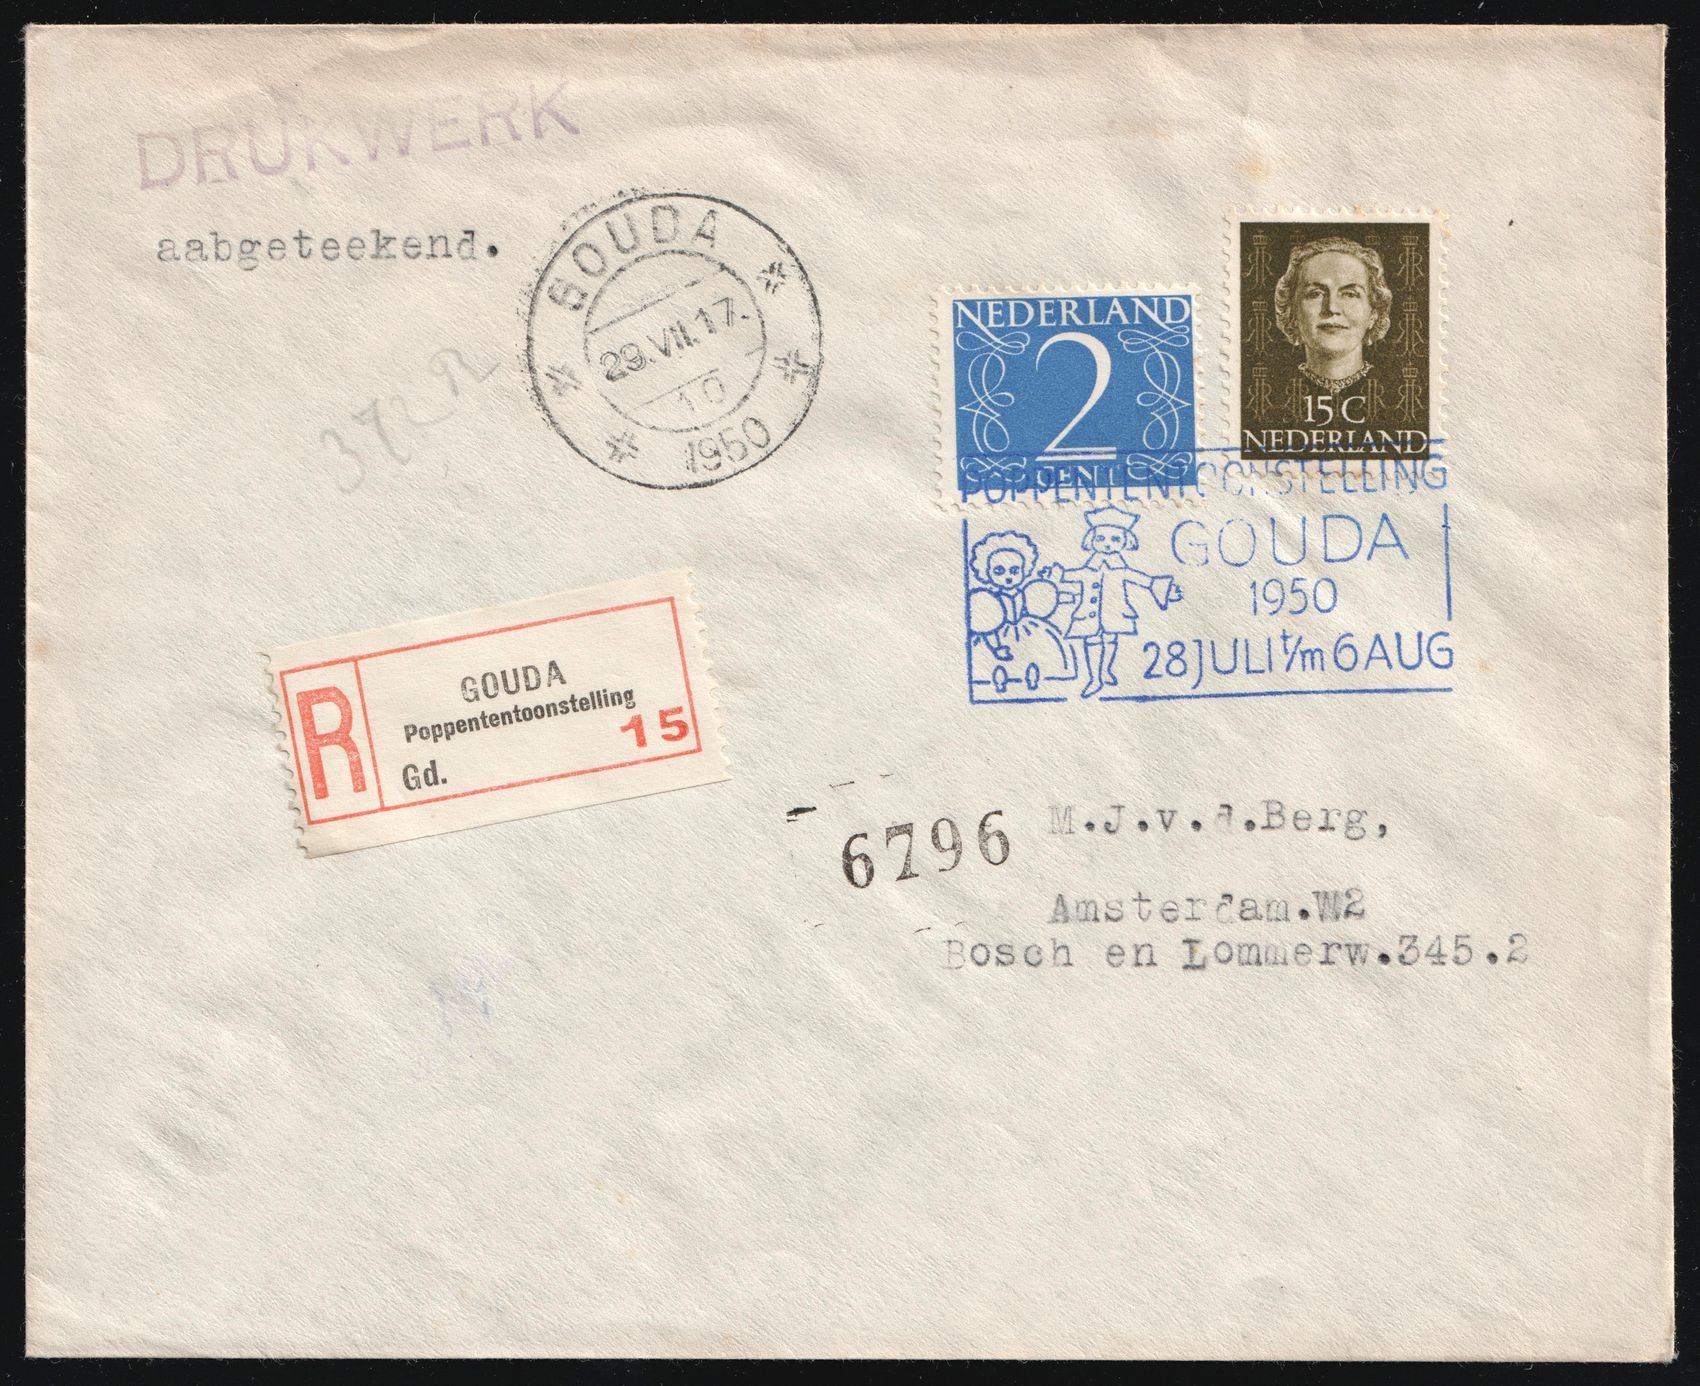 DRUKWERK
aabgeteekend.
GOUDA
29.VII.17.
10
1950
NEDERLAND
2
CENT
15 C
NEDERLAND
POPPENTENTOONSTELLING
GOUDA
1950
28 JULI t/m 6 AUG
R
GOUDA
Poppententoonstelling
15
Gd.
6796
M.J.v.d.Berg,
Amsterdam.W2
Bosch en Lommerw.345.2